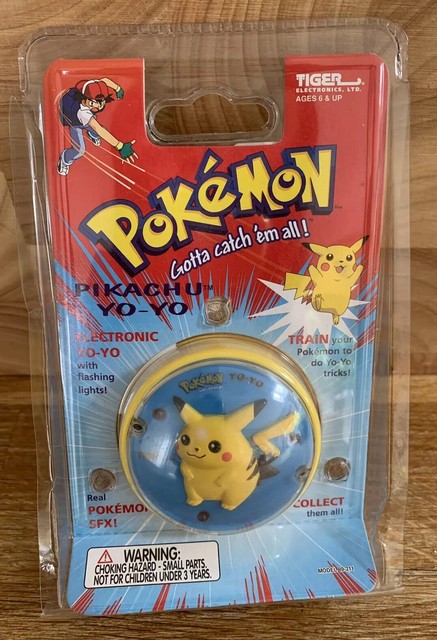 TIGER
ELECTRONICS, LTD.
AGES 6 & UP
POKéMON
Gotta catch 'em all!
PIKACHU™
YO-YO
ELECTRONIC
YO-YO
with
flashing
lights!
TRAIN your
Pokémon to
do Yo-Yo
tricks!
POKéMON YO-YO
Real
POKéMON
SFX!
COLLECT
them all!
WARNING:
CHOKING HAZARD - SMALL PARTS.
NOT FOR CHILDREN UNDER 3 YEARS.
MODEL